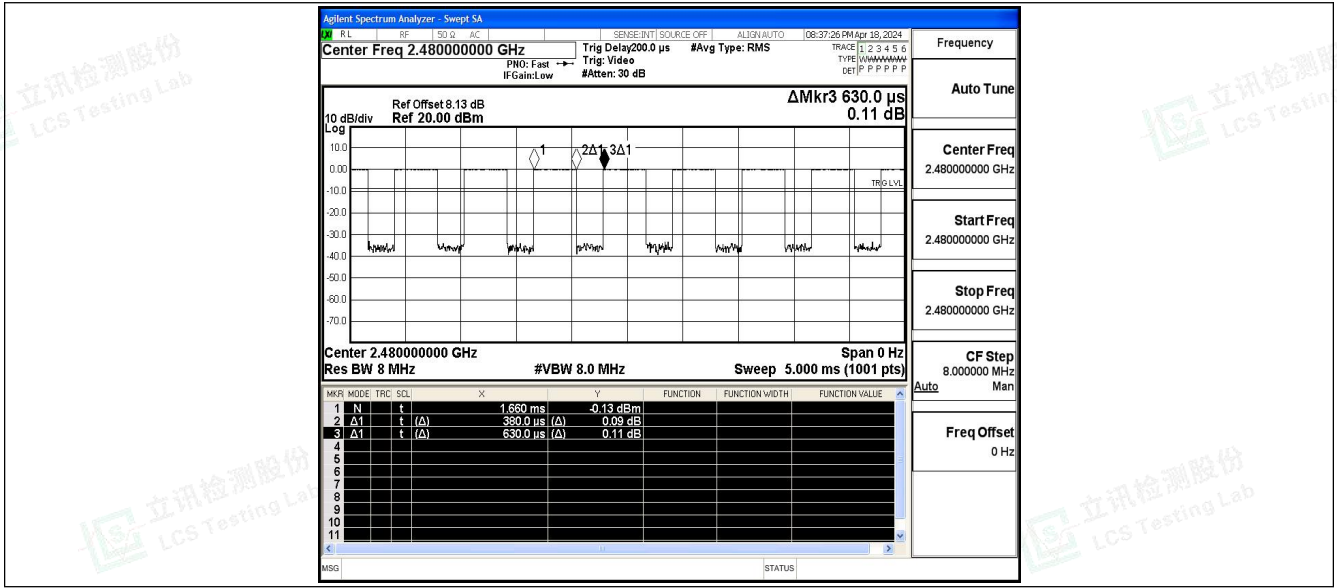 Agilent Spectrum Analyzer - Swept SA
LXI RL RF 50 Ω AC SENSE:INT SOURCE OFF ALIGN AUTO 08:37:26 PM Apr 18, 2024
Center Freq 2.480000000 GHz
PNO: Fast
IFGain:Low
Trig Delay200.0 µs
Trig: Video
#Atten: 30 dB
#Avg Type: RMS
TRACE 1 2 3 4 5 6
TYPE WWWWWW
DET P P P P P P
Frequency
Auto Tune
Center Freq
2.480000000 GHz
Start Freq
2.480000000 GHz
Stop Freq
2.480000000 GHz
CF Step
8.000000 MHz
Auto Man
Freq Offset
0 Hz
ΔMkr3 630.0 µs
0.11 dB
Ref Offset 8.13 dB
10 dB/div Ref 20.00 dBm
Log
10.0
0.00
-10.0
-20.0
-30.0
-40.0
-50.0
-60.0
-70.0
1 2Δ1 3Δ1
TRIG LVL
Center 2.480000000 GHz Span 0 Hz
Res BW 8 MHz #VBW 8.0 MHz Sweep 5.000 ms (1001 pts)
MKR MODE TRC SCL X Y FUNCTION FUNCTION WIDTH FUNCTION VALUE
1 N t 1.660 ms -0.13 dBm
2 Δ1 t (Δ) 380.0 µs (Δ) 0.09 dB
3 Δ1 t (Δ) 630.0 µs (Δ) 0.11 dB
4
5
6
7
8
9
10
11
MSG STATUS
立讯检测股份
LCS Testing Lab
立讯检测股份
LCS Testing
立讯检测股份
LCS Testing Lab
立讯检测股份
LCS Testing Lab